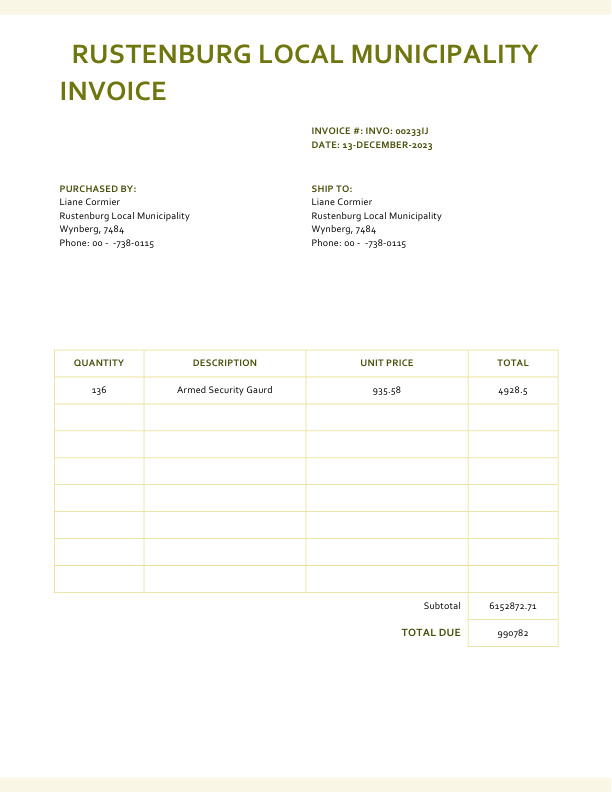 RUSTENBURG LOCAL MUNICIPALITY
INVOICE
INVOICE #: INVO: 00233IJ
DATE: 13-DECEMBER-2023
PURCHASED BY:
Liane Cormier
Rustenburg Local Municipality
Wynberg, 7484
Phone: 00 -  -738-0115
SHIP TO:
Liane Cormier
Rustenburg Local Municipality
Wynberg, 7484
Phone: 00 -  -738-0115
QUANTITY DESCRIPTION UNIT PRICE TOTAL
136 Armed Security Gaurd 935.58 4928.5
Subtotal 6152872.71
TOTAL DUE 990782